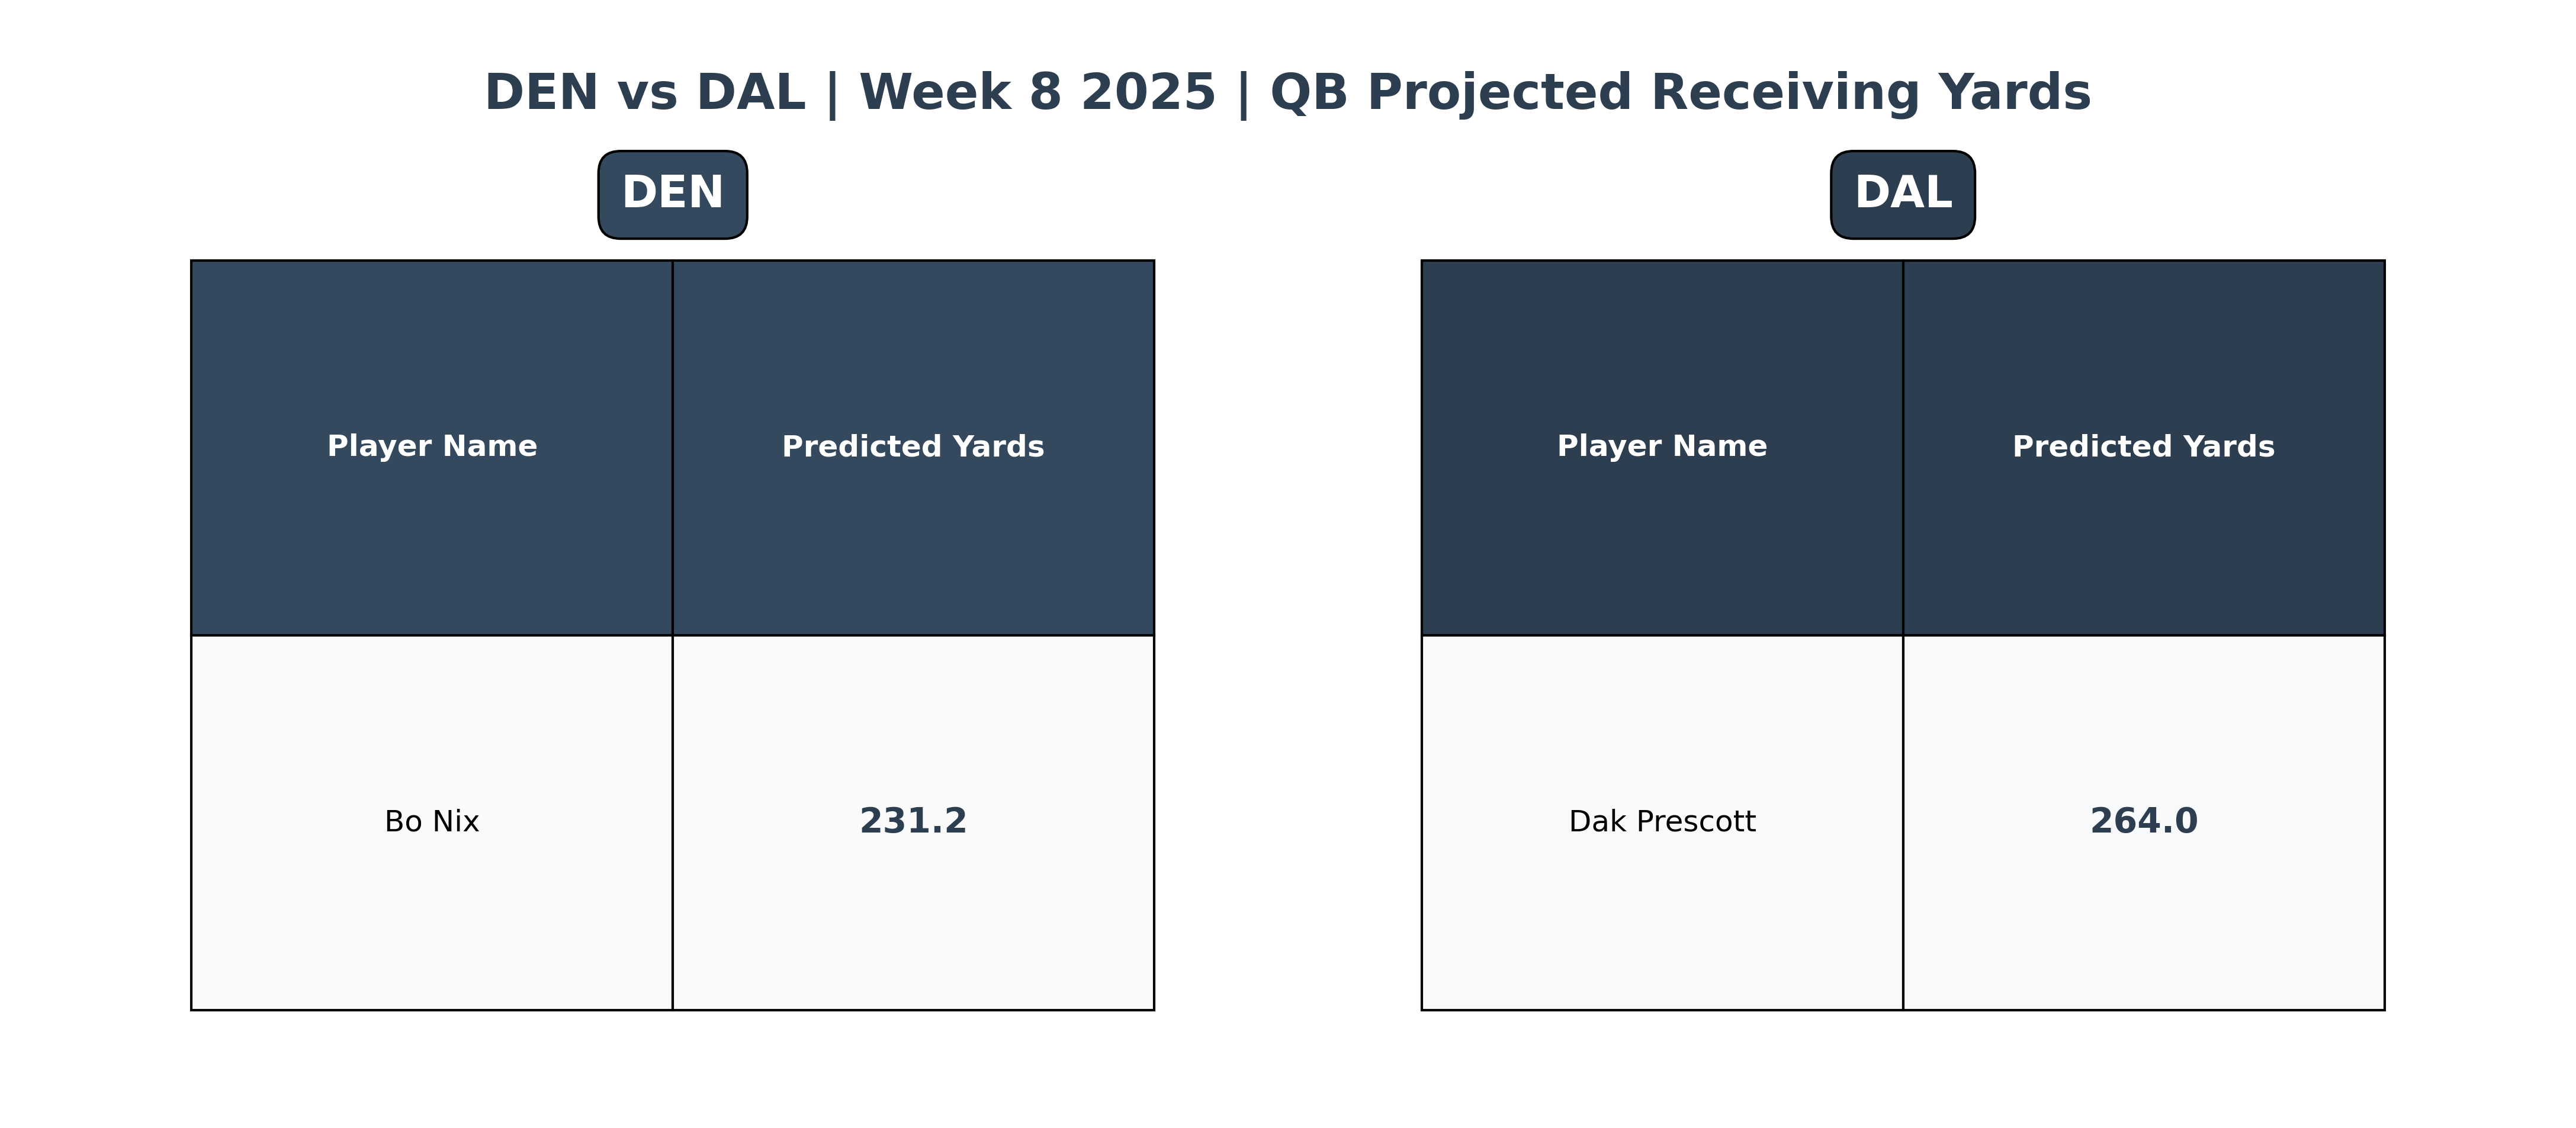 DEN vs DAL | Week 8 2025 | QB Projected Receiving Yards
DEN
Player Name Predicted Yards
Bo Nix 231.2
DAL
Player Name Predicted Yards
Dak Prescott 264.0